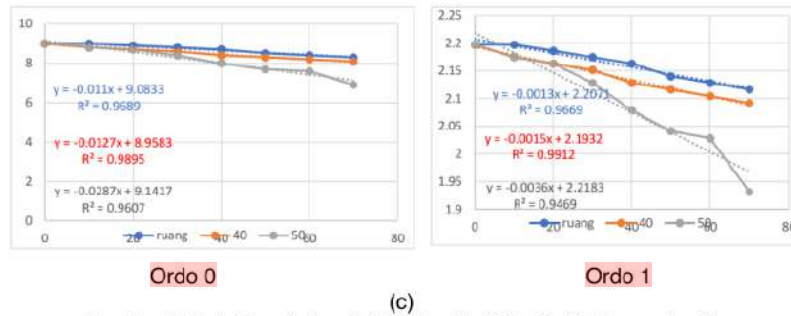 10
8
6
4
2
0
y = -0.011x + 9.0833
R² = 0.9689
y = -0.0127x + 8.9583
R² = 0.9895
y = -0.0287x + 9.1417
R² = 0.9607
0 20 40 60 80
ruang 40 50
Ordo 0
2.25
2.2
2.15
2.1
2.05
2
1.95
1.9
y = -0.0013x + 2.2071
R² = 0.9669
y = -0.0015x + 2.1932
R² = 0.9912
y = -0.0036x + 2.2183
R² = 0.9469
0 20 40 60 80
ruang 40 50
Ordo 1
(c)